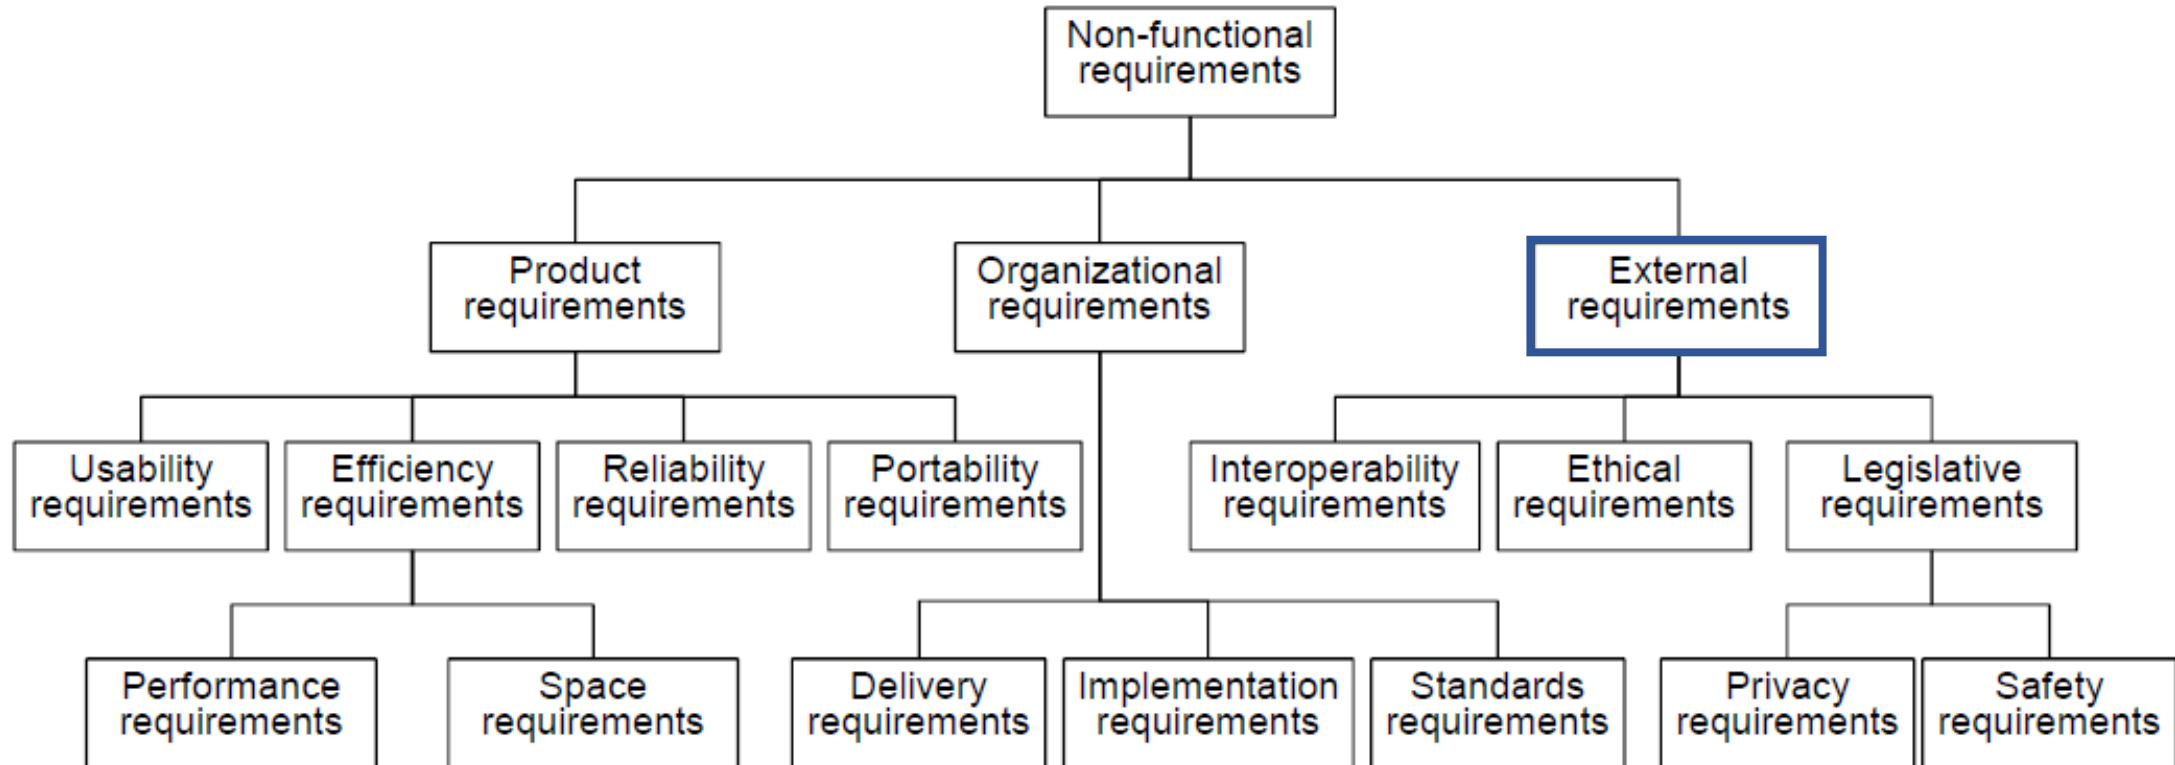 Non-functional
requirements
Product
requirements
Organizational
requirements
External
requirements
Usability
requirements
Efficiency
requirements
Reliability
requirements
Portability
requirements
Interoperability
requirements
Ethical
requirements
Legislative
requirements
Performance
requirements
Space
requirements
Delivery
requirements
Implementation
requirements
Standards
requirements
Privacy
requirements
Safety
requirements